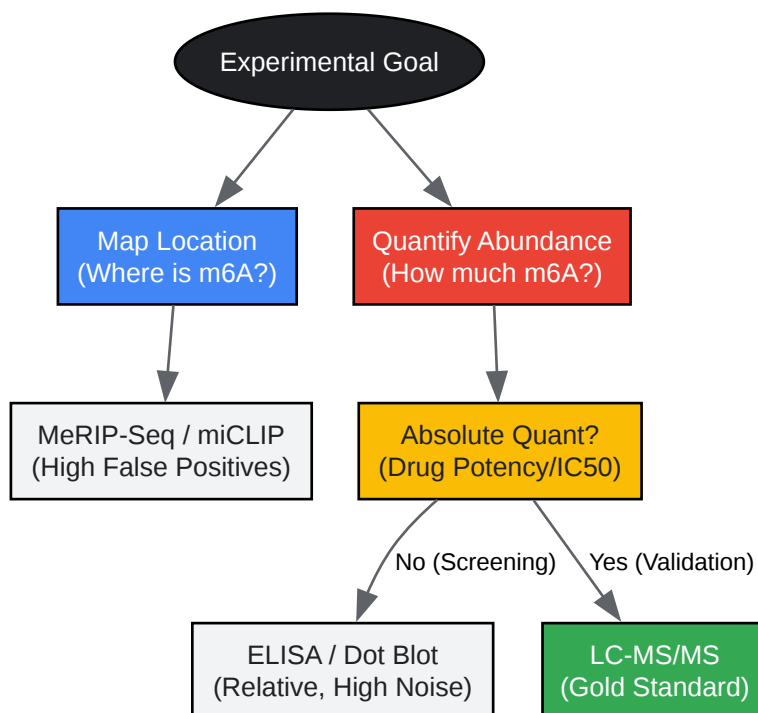 Experimental Goal
Map Location
(Where is m6A?)
Quantify Abundance
(How much m6A?)
MeRIP-Seq / miCLIP
(High False Positives)
Absolute Quant?
(Drug Potency/IC50)
No (Screening)
Yes (Validation)
ELISA / Dot Blot
(Relative, High Noise)
LC-MS/MS
(Gold Standard)